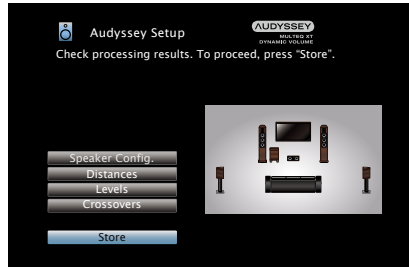 Audyssey Setup
AUDYSSEY
MULTEQ XT
DYNAMIC VOLUME
Check processing results. To proceed, press “Store”.
Speaker Config.
Distances
Levels
Crossovers
Store